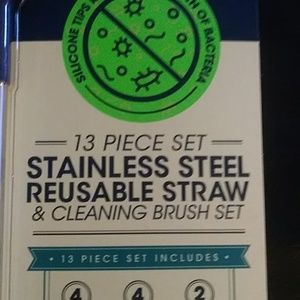 SILICONE TIPS
TH OF BACTERIA
13 PIECE SET
STAINLESS STEEL
REUSABLE STRAW
& CLEANING BRUSH SET
• 13 PIECE SET INCLUDES •
4 4 2